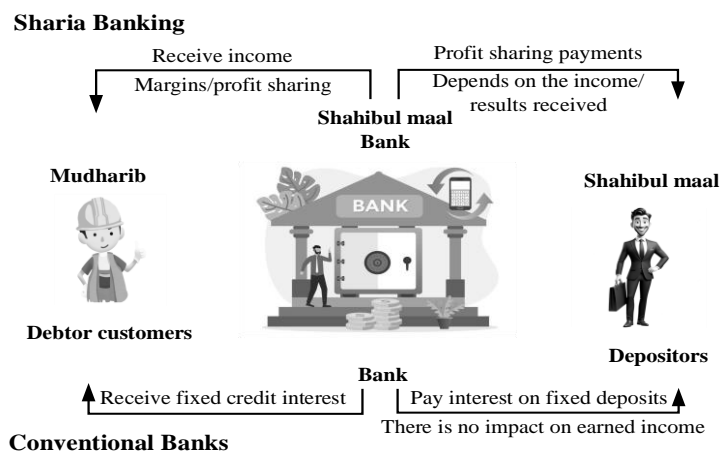 Sharia Banking
Receive income
Margins/profit sharing
Profit sharing payments
Depends on the income/
results received
Shahibul maal
Bank
Mudharib
Shahibul maal
BANK
Debtor customers
Depositors
Bank
Receive fixed credit interest
Pay interest on fixed deposits
There is no impact on earned income
Conventional Banks